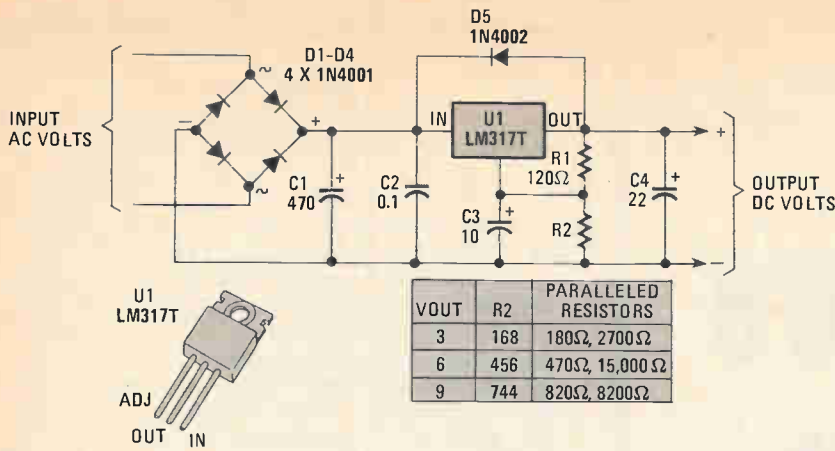 D5
1N4002
D1-D4
4 X 1N4001
~
INPUT
AC VOLTS
−
+
~
IN
U1
LM317T
OUT
R1
120Ω
+
C1
470
+
C2
0.1
C3
10
+
R2
C4
22
+
OUTPUT
DC VOLTS
−
U1
LM317T
ADJ
OUT
IN
VOUT R2 PARALLELED RESISTORS
3 168 180Ω, 2700Ω
6 456 470Ω, 15,000Ω
9 744 820Ω, 8200Ω